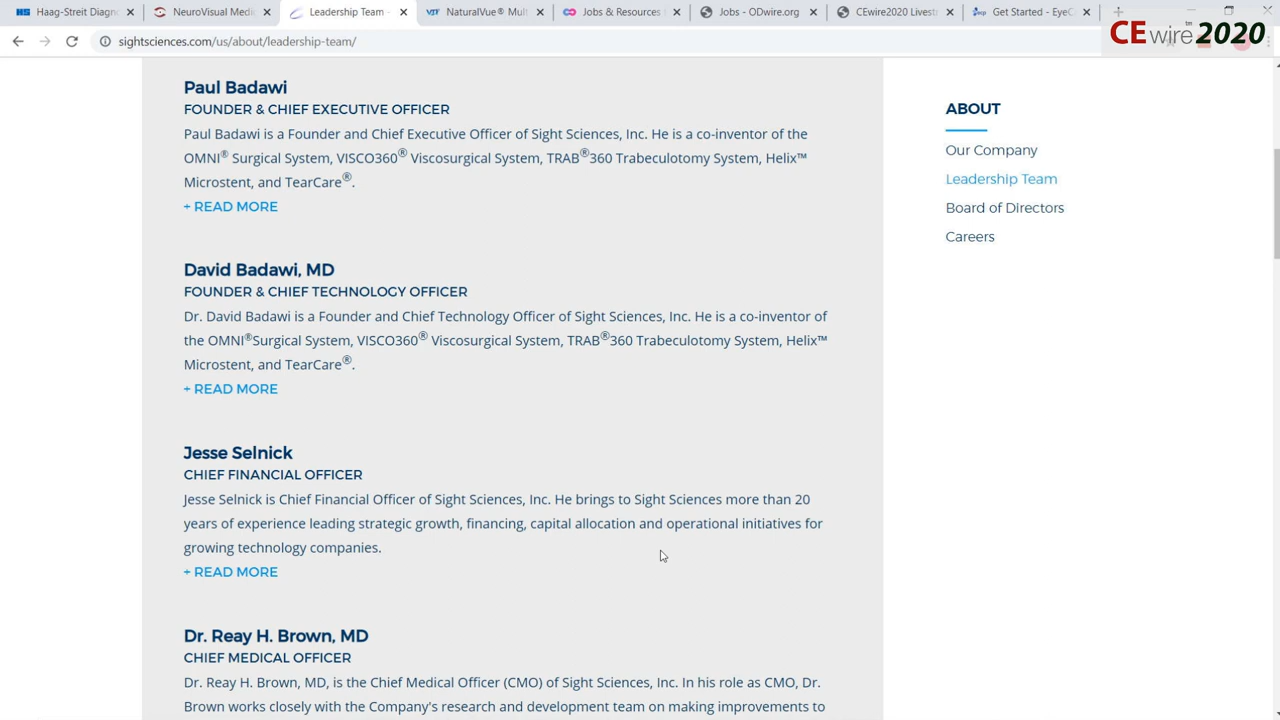 Haag-Streit Diagn
NeuroVisual Medic
Leadership Team -
VTI NaturalVue® Mult
Jobs & Resources
Jobs - ODwire.org
CEwire2020 Livest
Get Started - EyeC
sightsciences.com/us/about/leadership-team/
CE wire™ 2020
Paul Badawi
FOUNDER & CHIEF EXECUTIVE OFFICER
Paul Badawi is a Founder and Chief Executive Officer of Sight Sciences, Inc. He is a co-inventor of the
OMNI® Surgical System, VISCO360® Viscosurgical System, TRAB®360 Trabeculotomy System, Helix™
Microstent, and TearCare®.
+ READ MORE
David Badawi, MD
FOUNDER & CHIEF TECHNOLOGY OFFICER
Dr. David Badawi is a Founder and Chief Technology Officer of Sight Sciences, Inc. He is a co-inventor of
the OMNI®Surgical System, VISCO360® Viscosurgical System, TRAB®360 Trabeculotomy System, Helix™
Microstent, and TearCare®.
+ READ MORE
Jesse Selnick
CHIEF FINANCIAL OFFICER
Jesse Selnick is Chief Financial Officer of Sight Sciences, Inc. He brings to Sight Sciences more than 20
years of experience leading strategic growth, financing, capital allocation and operational initiatives for
growing technology companies.
+ READ MORE
Dr. Reay H. Brown, MD
CHIEF MEDICAL OFFICER
Dr. Reay H. Brown, MD, is the Chief Medical Officer (CMO) of Sight Sciences, Inc. In his role as CMO, Dr.
Brown works closely with the Company's research and development team on making improvements to
ABOUT
Our Company
Leadership Team
Board of Directors
Careers